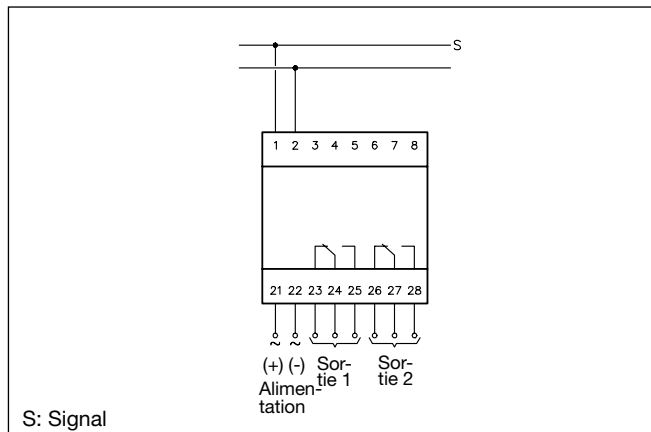 S
1 2 3 4 5 6 7 8
21 22 23 24 25 26 27 28
~ ~
(+) (-) Sor- Sor-
tie 1 tie 2
Alimen-
tation
S: Signal